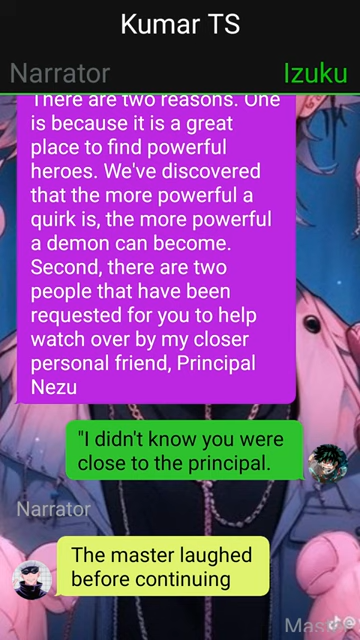 Kumar TS
Narrator
Izuku
There are two reasons. One
is because it is a great
place to find powerful
heroes. We've discovered
that the more powerful a
quirk is, the more powerful
a demon can become.
Second, there are two
people that have been
requested for you to help
watch over by my closer
personal friend, Principal
Nezu
"I didn't know you were
close to the principal.
Narrator
The master laughed
before continuing